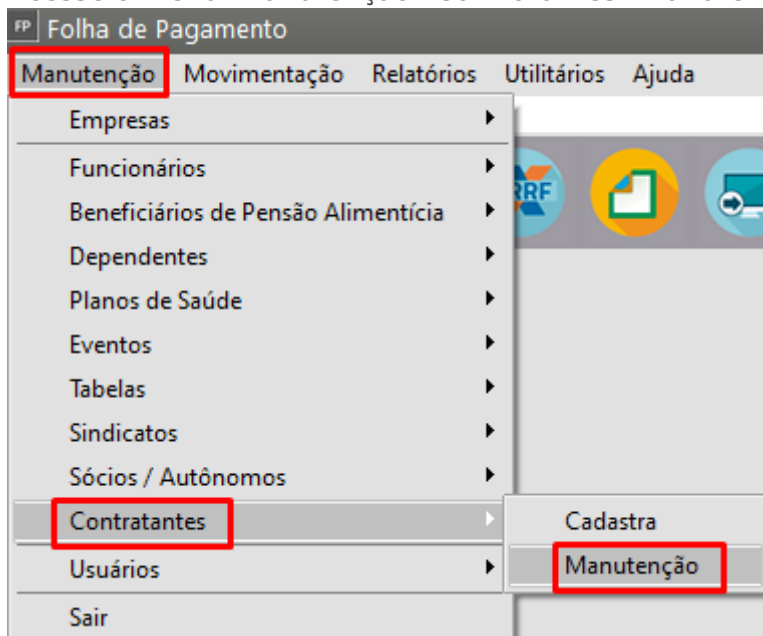 FP Folha de Pagamento
Manutenção Movimentação Relatórios Utilitários Ajuda
Empresas
Funcionários
RRF
Beneficiários de Pensão Alimentícia
Dependentes
Planos de Saúde
Eventos
Tabelas
Sindicatos
Sócios / Autônomos
Contratantes
Cadastra
Usuários
Manutenção
Sair